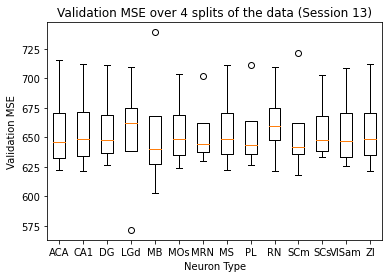 Validation MSE over 4 splits of the data (Session 13)
Validation MSE
725
700
675
650
625
600
575
ACA CA1 DG LGd MB MOs MRN MS PL RN SCm SCs VISam ZI
Neuron Type